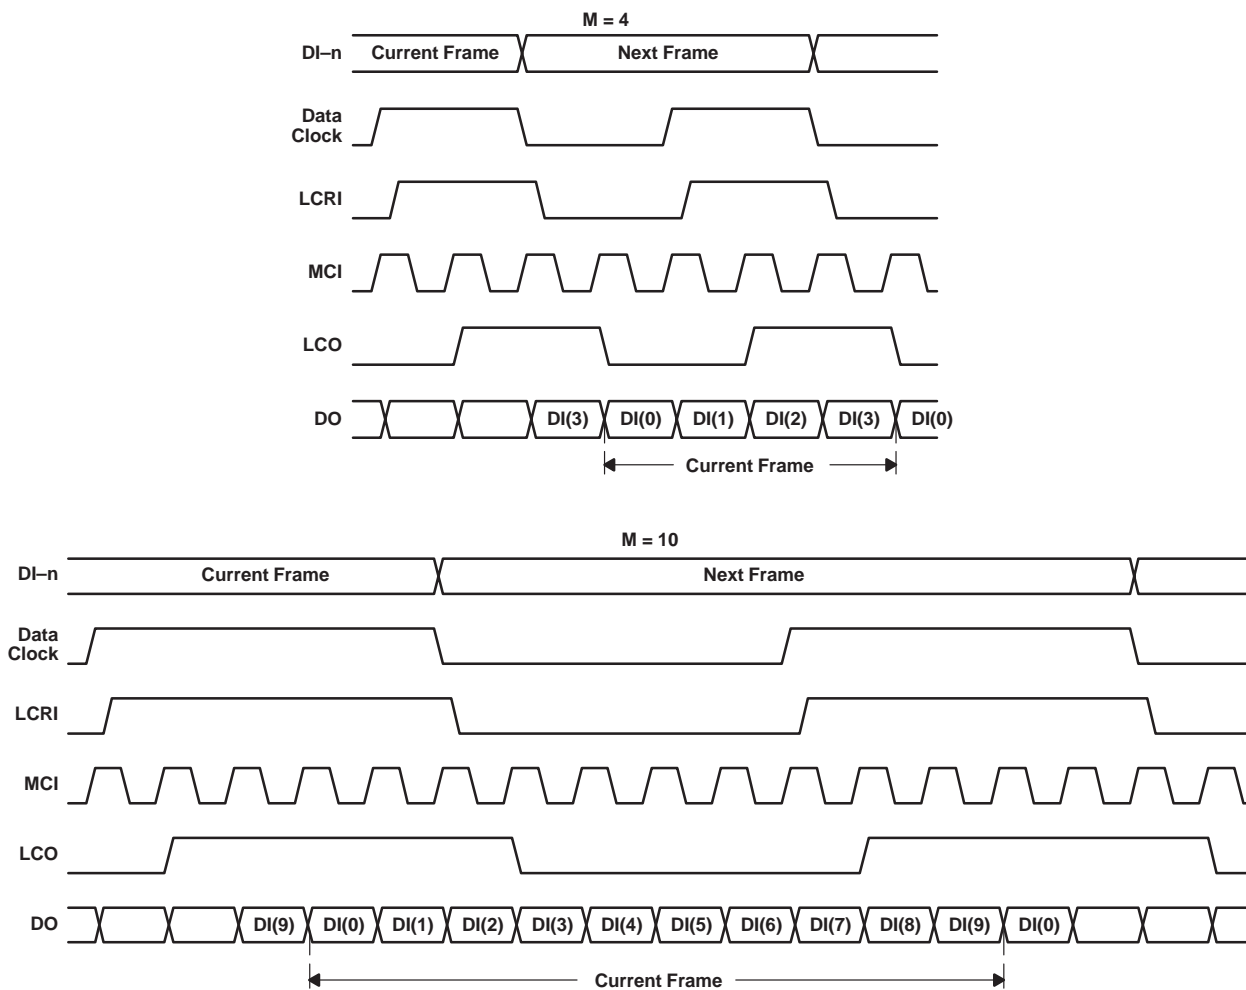 M = 4
DI–n Current Frame Next Frame
Data
Clock
LCRI
MCI
LCO
DO DI(3) DI(0) DI(1) DI(2) DI(3) DI(0)
Current Frame
M = 10
DI–n Current Frame Next Frame
Data
Clock
LCRI
MCI
LCO
DO DI(9) DI(0) DI(1) DI(2) DI(3) DI(4) DI(5) DI(6) DI(7) DI(8) DI(9) DI(0)
Current Frame